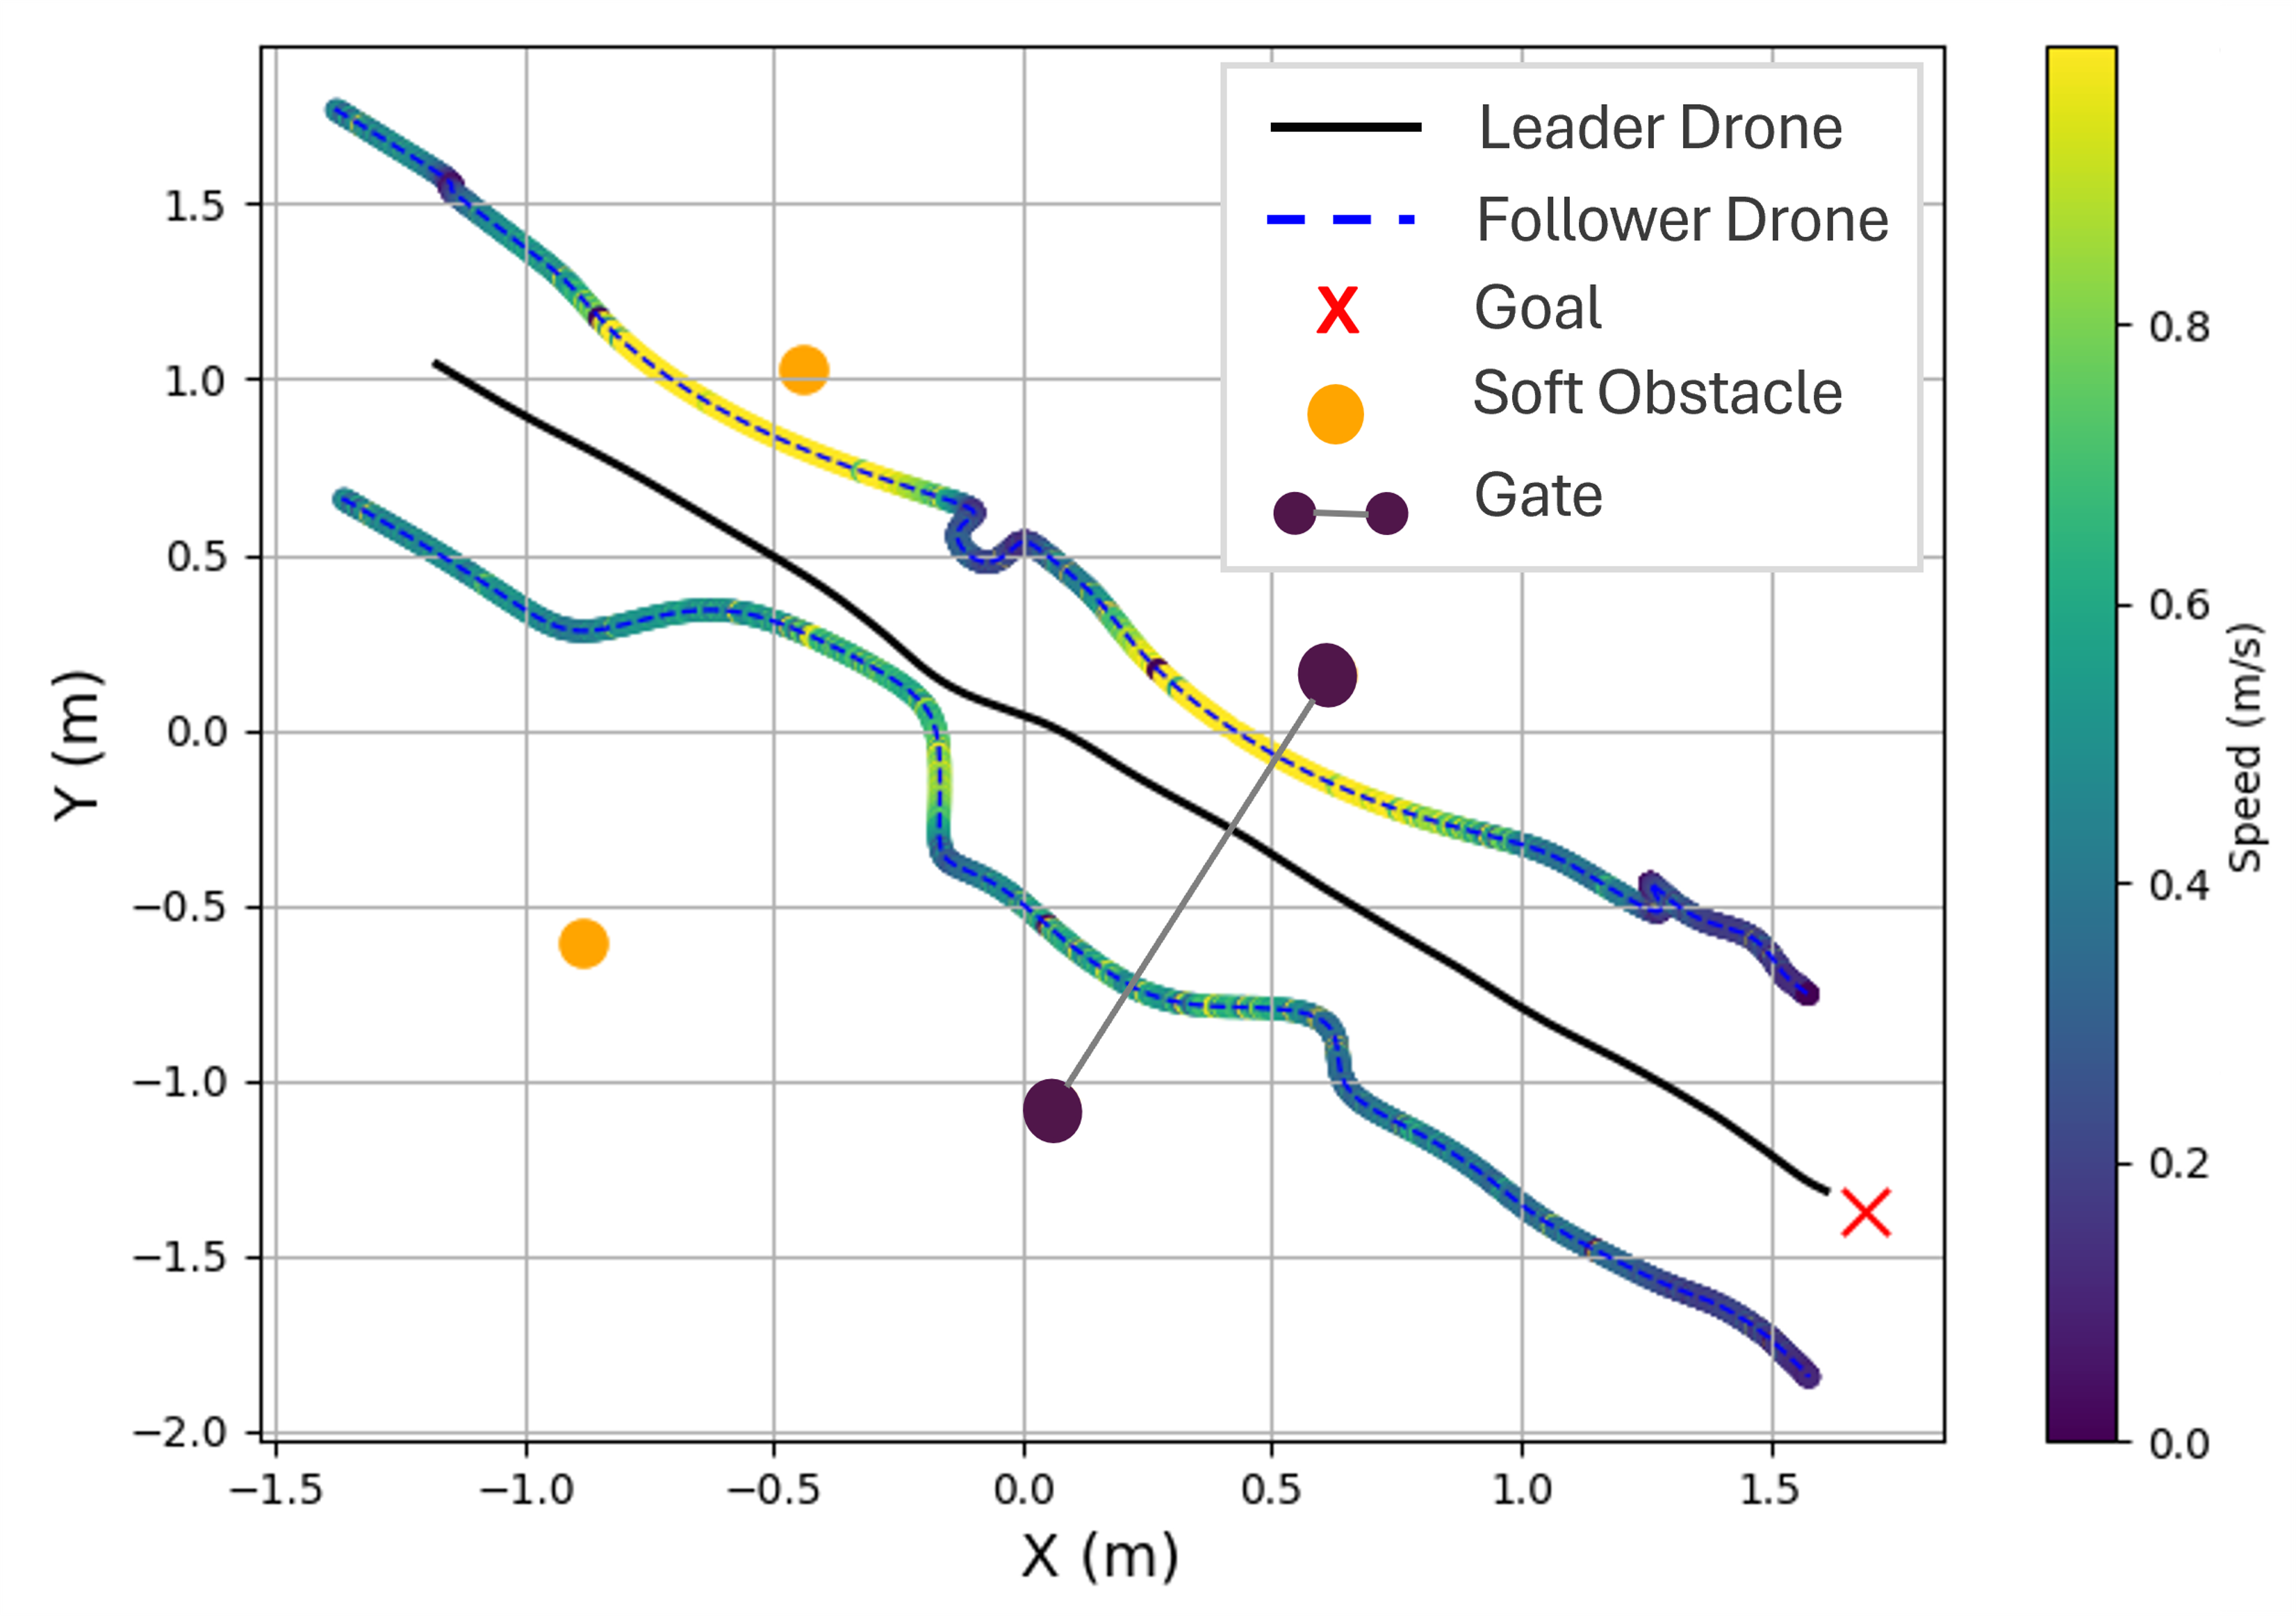 Leader Drone
Follower Drone
X Goal
Soft Obstacle
Gate
1.5
1.0
0.5
0.0
−0.5
−1.0
−1.5
−2.0
Y (m)
−1.5 −1.0 −0.5 0.0 0.5 1.0 1.5
X (m)
0.8
0.6
0.4
0.2
0.0
Speed (m/s)